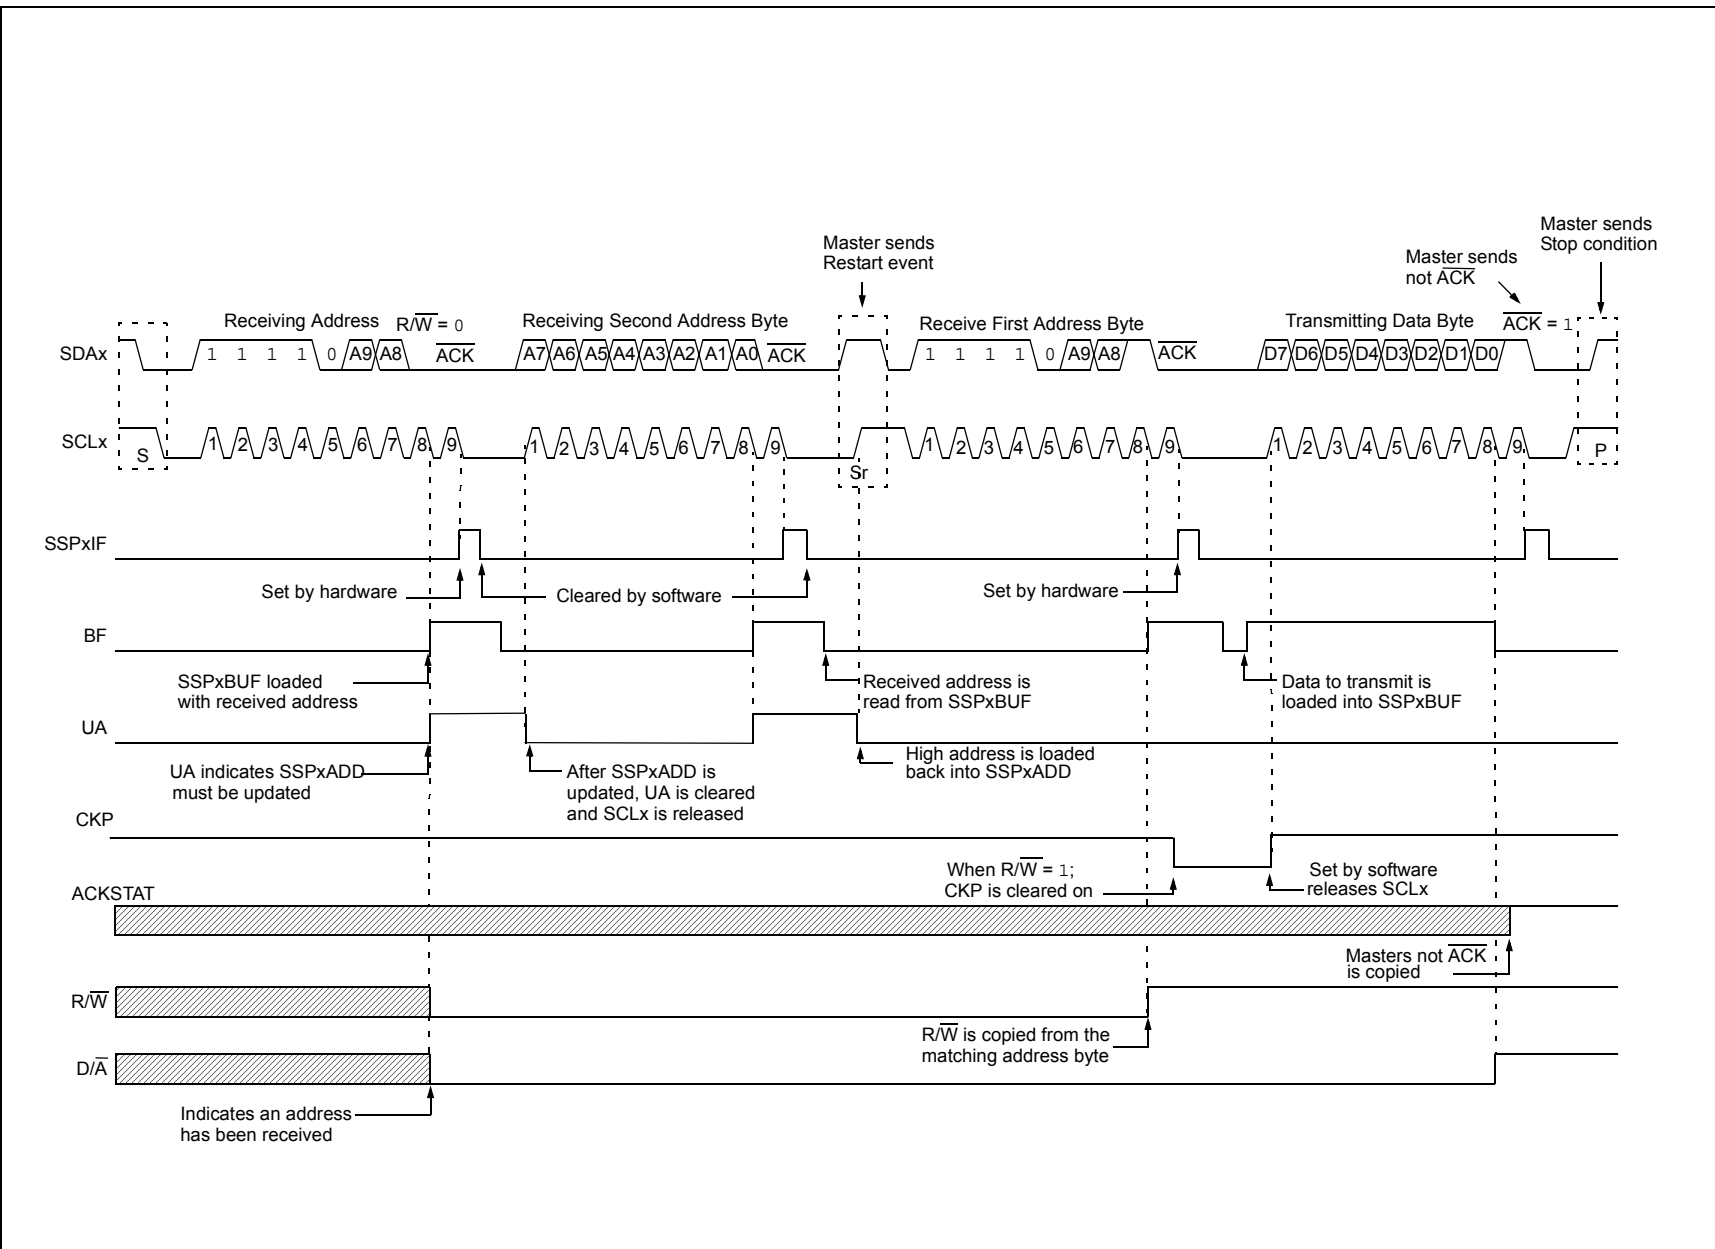 Master sends
Stop condition
Master sends
Restart event
Master sends
not ACK
Receiving Address R/W = 0
Receiving Second Address Byte
Receive First Address Byte
Transmitting Data Byte
ACK = 1
SDAx
1 1 1 1 0 A9 A8 ACK
A7 A6 A5 A4 A3 A2 A1 A0 ACK
1 1 1 1 0 A9 A8 ACK
D7 D6 D5 D4 D3 D2 D1 D0
SCLx
S
1 2 3 4 5 6 7 8 9
1 2 3 4 5 6 7 8 9
Sr
1 2 3 4 5 6 7 8 9
1 2 3 4 5 6 7 8 9
P
SSPxIF
Set by hardware
Cleared by software
Set by hardware
BF
SSPxBUF loaded
with received address
Received address is
read from SSPxBUF
Data to transmit is
loaded into SSPxBUF
UA
UA indicates SSPxADD
must be updated
After SSPxADD is
updated, UA is cleared
and SCLx is released
High address is loaded
back into SSPxADD
CKP
When R/W = 1;
CKP is cleared on
Set by software
releases SCLx
ACKSTAT
Masters not ACK
is copied
R/W
R/W is copied from the
matching address byte
D/A
Indicates an address
has been received